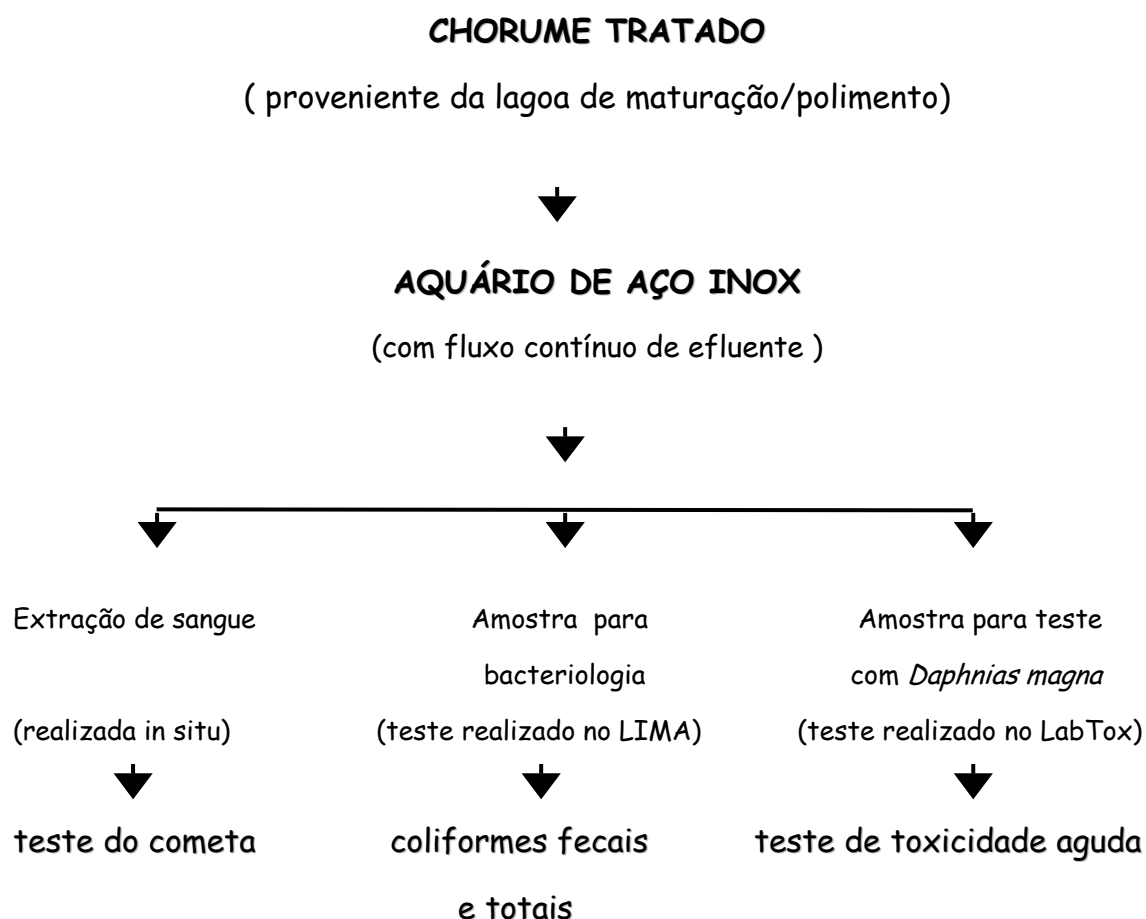 CHORUME TRATADO
( proveniente da lagoa de maturação/polimento)
AQUÁRIO DE AÇO INOX
(com fluxo contínuo de efluente )
Extração de sangue
(realizada in situ)
teste do cometa
Amostra para
bacteriologia
(teste realizado no LIMA)
coliformes fecais
e totais
Amostra para teste
com Daphnias magna
(teste realizado no LabTox)
teste de toxicidade aguda